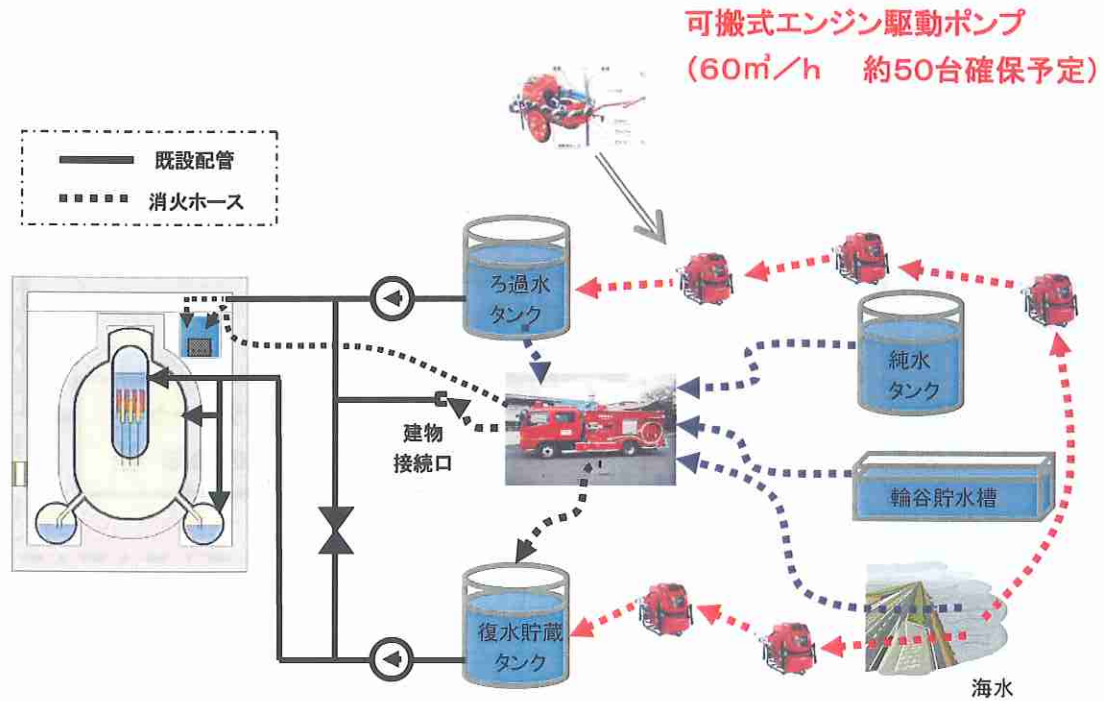 可搬式エンジン駆動ポンプ
(60㎥/h 約50台確保予定)
既設配管
消火ホース
ろ過水
タンク
純水
タンク
建物
接続口
輪谷貯水槽
復水貯蔵
タンク
海水